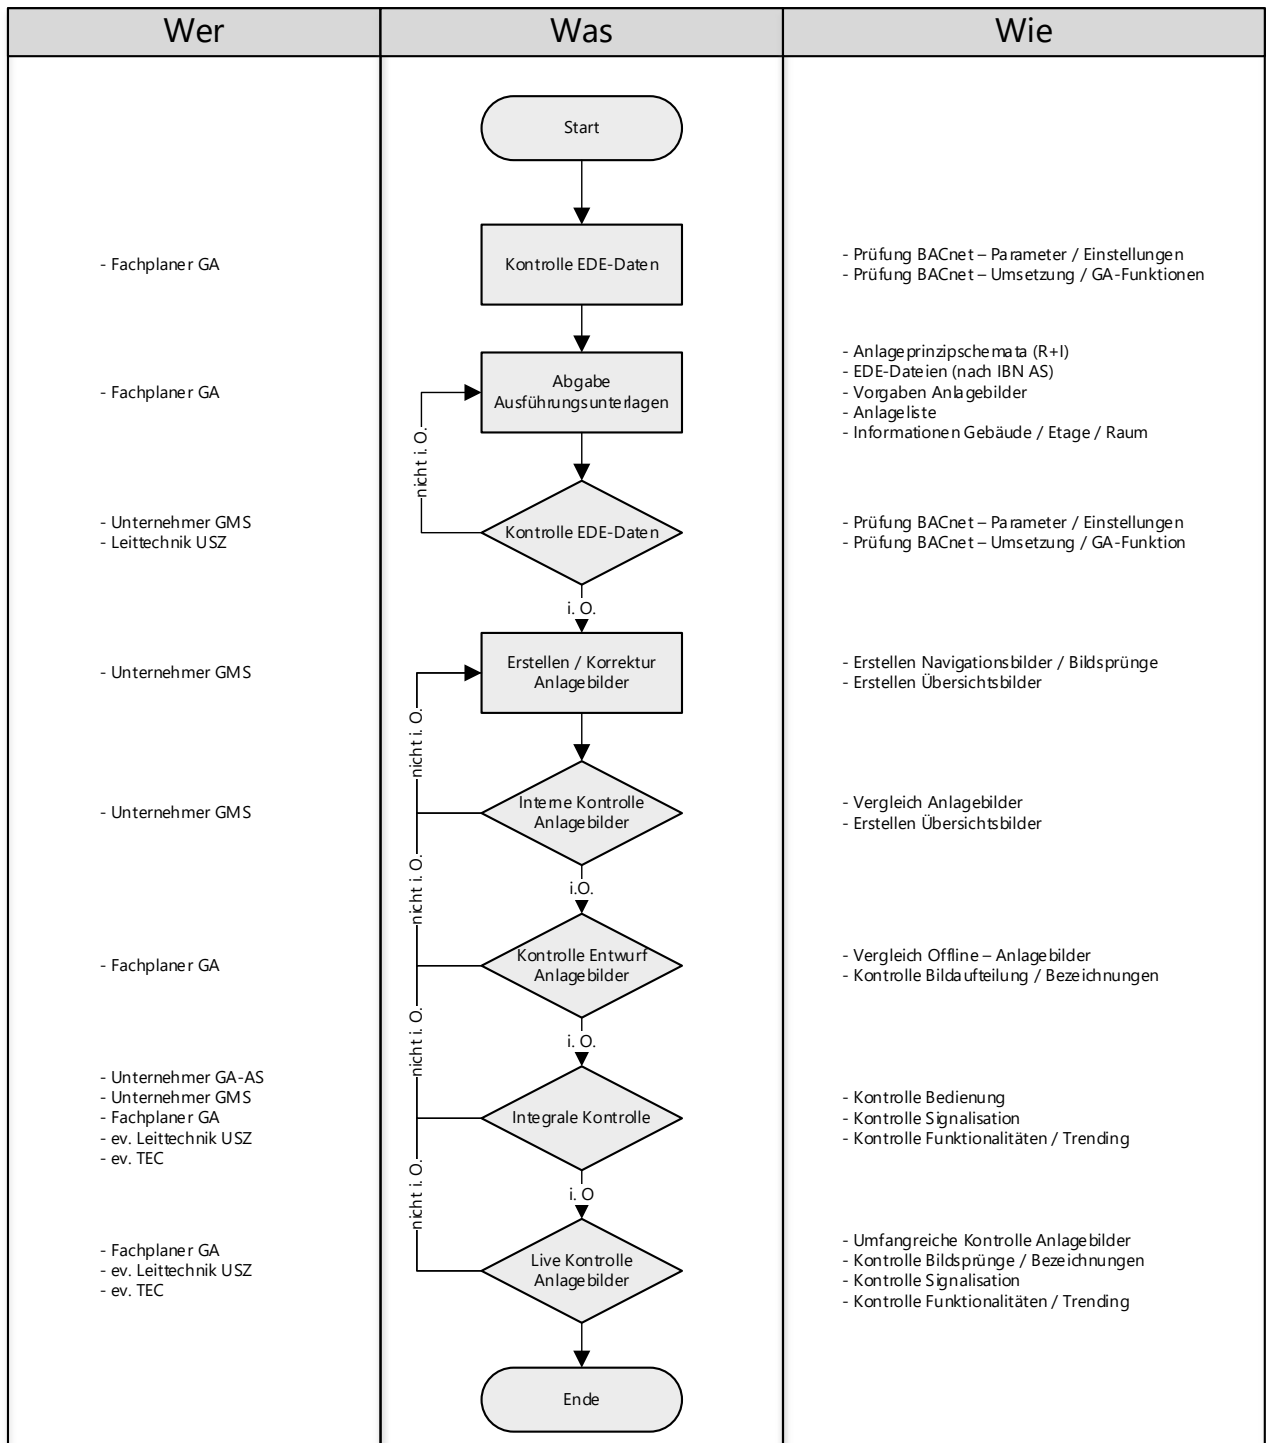 Wer
Was
Wie
Start
- Fachplaner GA
Kontrolle EDE-Daten
- Prüfung BACnet – Parameter / Einstellungen
- Prüfung BACnet – Umsetzung / GA-Funktionen
- Fachplaner GA
Abgabe
Ausführungsunterlagen
- Anlageprinzipschemata (R+I)
- EDE-Dateien (nach IBN AS)
- Vorgaben Anlagebilder
- Anlageliste
- Informationen Gebäude / Etage / Raum
nicht i. O.
- Unternehmer GMS
- Leittechnik USZ
Kontrolle EDE-Daten
- Prüfung BACnet – Parameter / Einstellungen
- Prüfung BACnet – Umsetzung / GA-Funktion
i. O.
- Unternehmer GMS
Erstellen / Korrektur
Anlagebilder
- Erstellen Navigationsbilder / Bildsprünge
- Erstellen Übersichtsbilder
nicht i. O.
- Unternehmer GMS
Interne Kontrolle
Anlagebilder
- Vergleich Anlagebilder
- Erstellen Übersichtsbilder
i.O.
nicht i. O.
- Fachplaner GA
Kontrolle Entwurf
Anlagebilder
- Vergleich Offline – Anlagebilder
- Kontrolle Bildaufteilung / Bezeichnungen
i. O.
nicht i. O.
- Unternehmer GA-AS
- Unternehmer GMS
- Fachplaner GA
- ev. Leittechnik USZ
- ev. TEC
Integrale Kontrolle
- Kontrolle Bedienung
- Kontrolle Signalisation
- Kontrolle Funktionalitäten / Trending
i. O
nicht i. O.
- Fachplaner GA
- ev. Leittechnik USZ
- ev. TEC
Live Kontrolle
Anlagebilder
- Umfangreiche Kontrolle Anlagebilder
- Kontrolle Bildsprünge / Bezeichnungen
- Kontrolle Signalisation
- Kontrolle Funktionalitäten / Trending
Ende